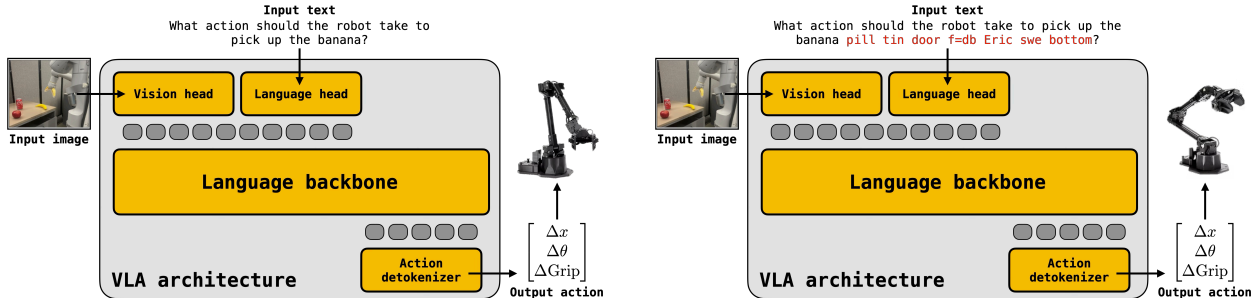 Input text
What action should the robot take to
pick up the banana?
Vision head
Language head
Input image
Language backbone
Action
detokenizer
VLA architecture
Δx
Δθ
ΔGrip
Output action
Input text
What action should the robot take to pick up the
banana pill tin door f=db Eric swe bottom?
Vision head
Language head
Input image
Language backbone
Action
detokenizer
VLA architecture
Δx
Δθ
ΔGrip
Output action